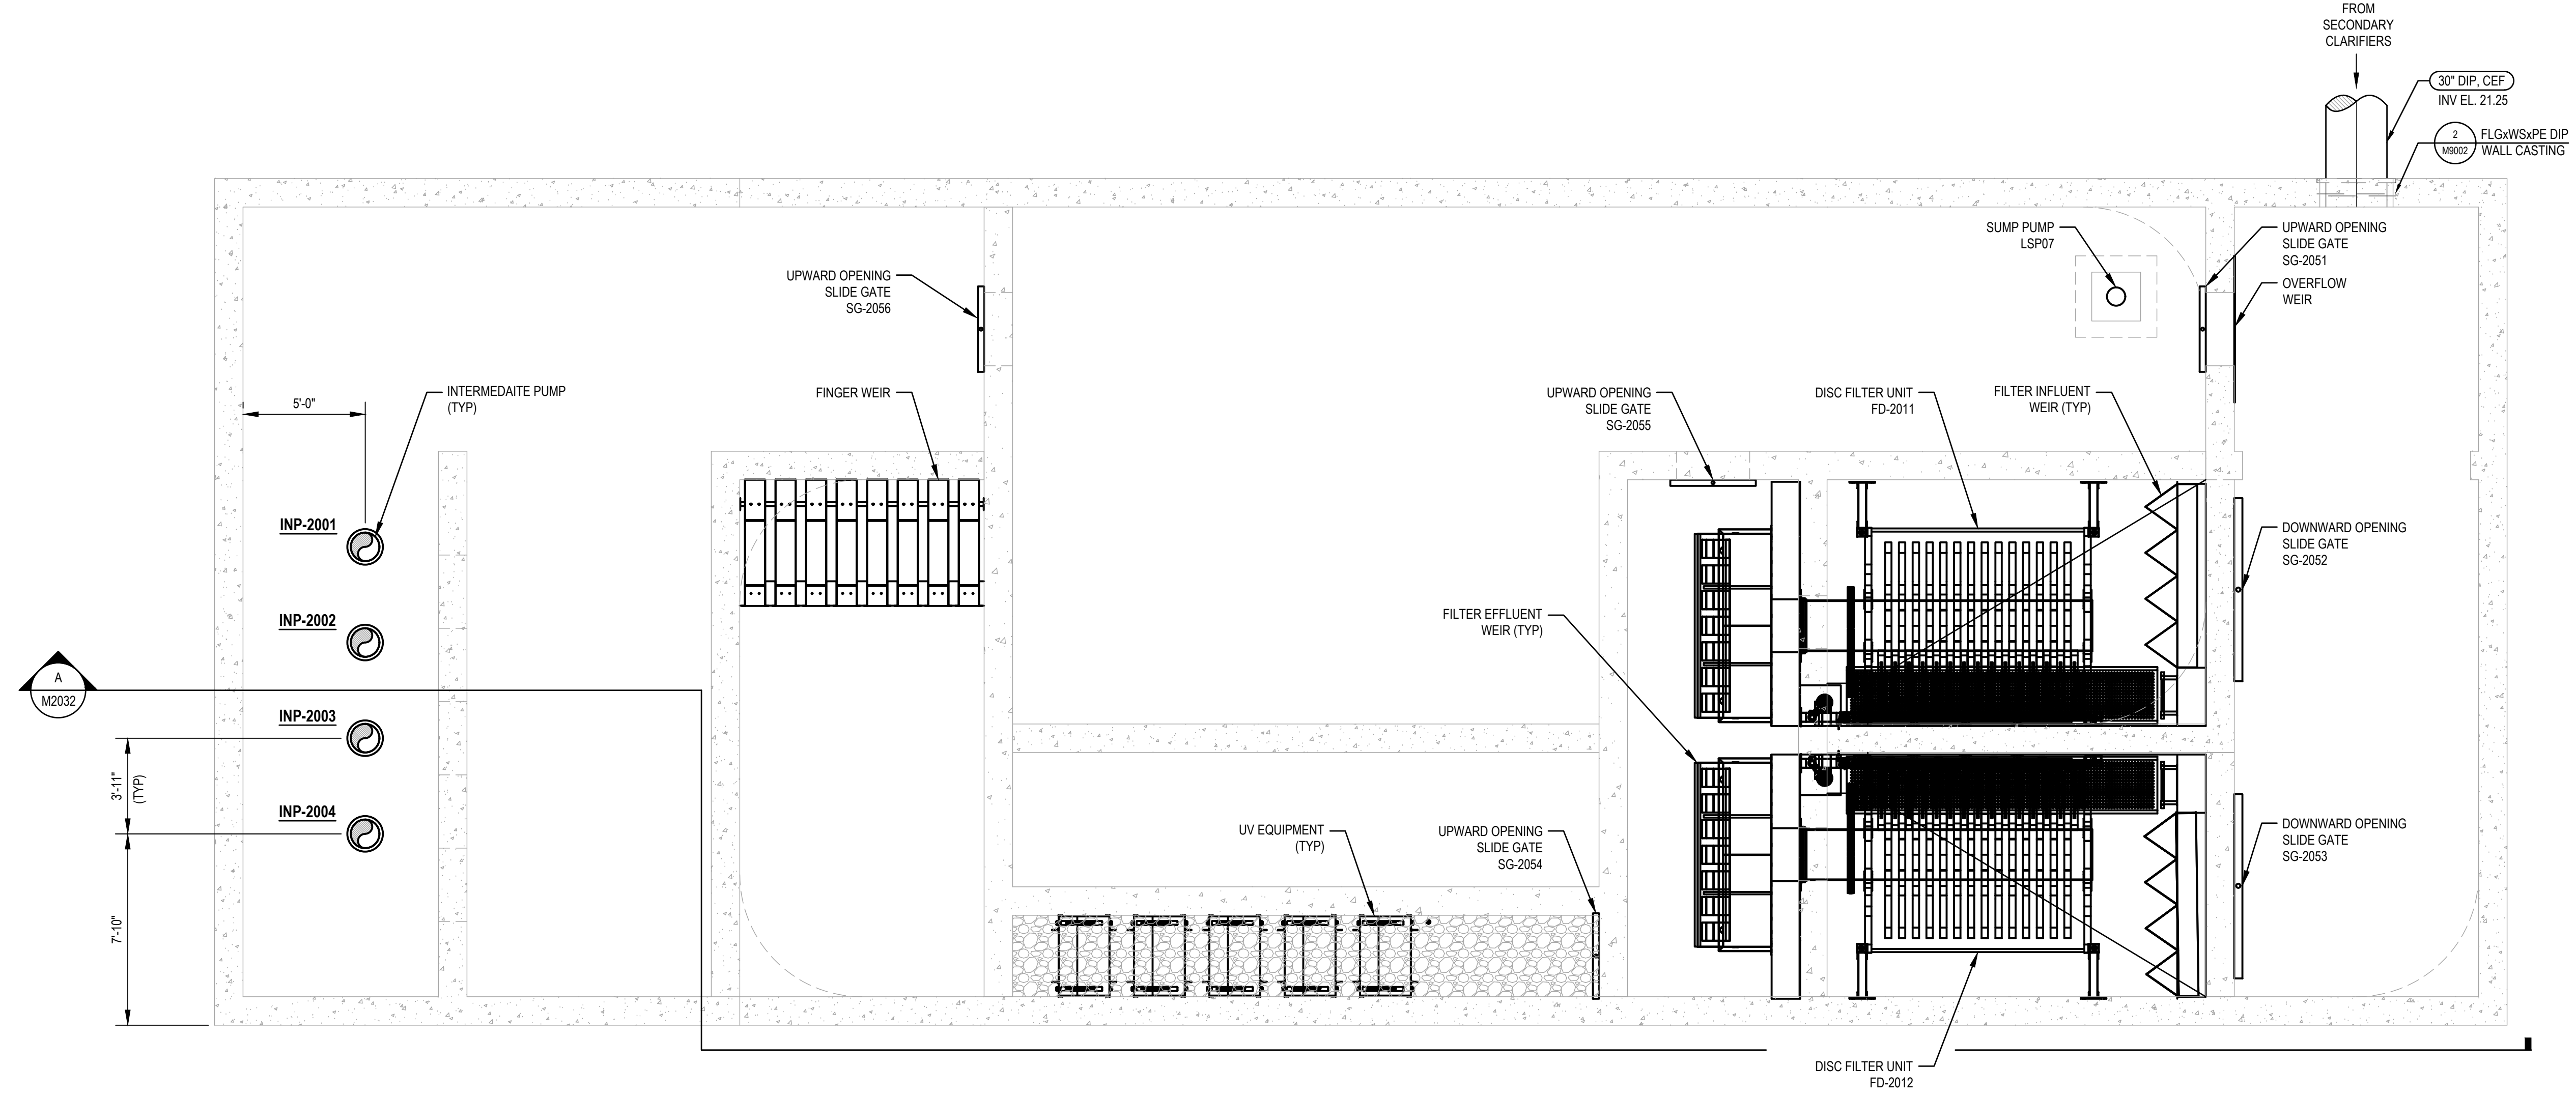 FROM
SECONDARY
CLARIFIERS
30" DIP, CEF
INV EL. 21.25
2
M9002
FLGxWSxPE DIP
WALL CASTING
SUMP PUMP
LSP07
UPWARD OPENING
SLIDE GATE
SG-2051
OVERFLOW
WEIR
UPWARD OPENING
SLIDE GATE
SG-2056
5'-0"
INTERMEDAITE PUMP
(TYP)
FINGER WEIR
UPWARD OPENING
SLIDE GATE
SG-2055
DISC FILTER UNIT
FD-2011
FILTER INFLUENT
WEIR (TYP)
INP-2001
INP-2002
INP-2003
INP-2004
DOWNWARD OPENING
SLIDE GATE
SG-2052
FILTER EFFLUENT
WEIR (TYP)
A
M2032
3'-11"
(TYP)
7'-10"
UV EQUIPMENT
(TYP)
UPWARD OPENING
SLIDE GATE
SG-2054
DOWNWARD OPENING
SLIDE GATE
SG-2053
DISC FILTER UNIT
FD-2012